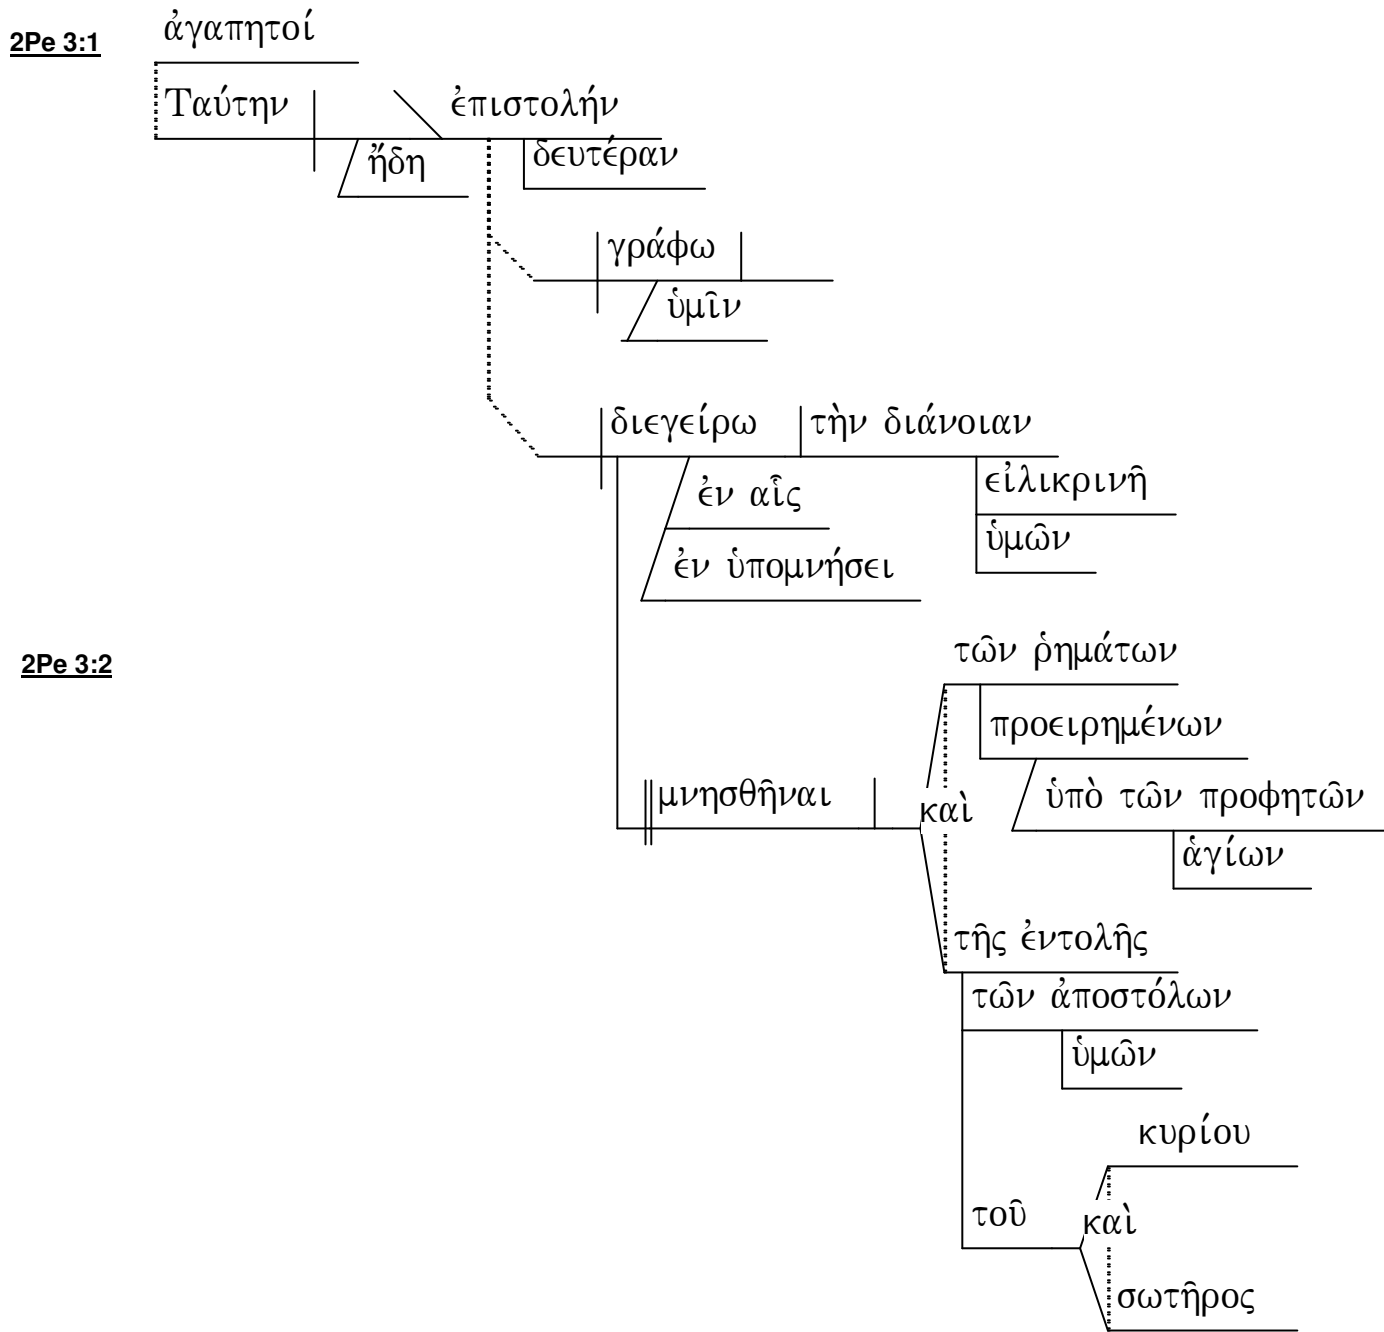 ἀγαπητοί
2Pe 3:1
Ταύτην ἐπιστολήν
ἤδη δευτέραν
γράφω
ὑμῖν
διεγείρω τὴν διάνοιαν
ἐν αἷς εἰλικρινῆ
ὑμῶν
ἐν ὑπομνήσει
2Pe 3:2
τῶν ῥημάτων
προειρημένων
μνησθῆναι καὶ ὑπὸ τῶν προφητῶν
ἁγίων
τῆς ἐντολῆς
τῶν ἀποστόλων
ὑμῶν
κυρίου
τοῦ καὶ
σωτῆρος